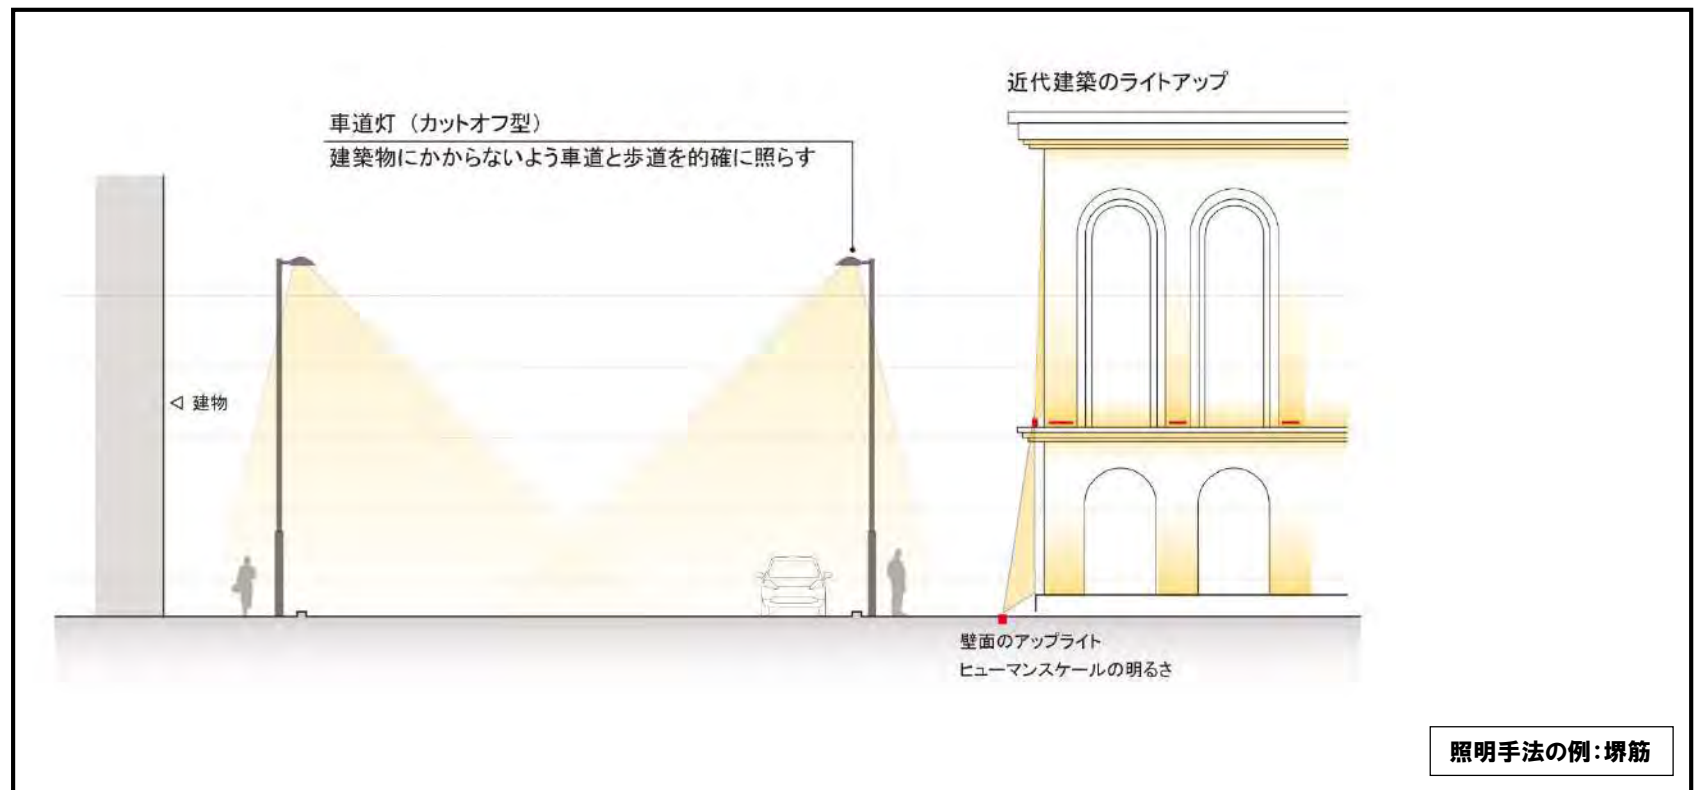 近代建築のライトアップ
車道灯（カットオフ型）
建築物にかからないよう車道と歩道を的確に照らす
◁ 建物
壁面のアップライト
ヒューマンスケールの明るさ
照明手法の例：堺筋